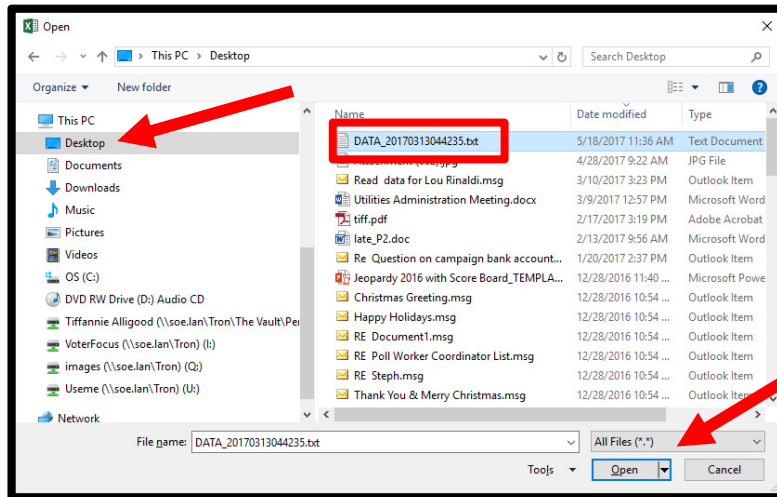 Open
This PC > Desktop
Search Desktop
Organize
New folder
This PC
Desktop
Documents
Downloads
Music
Pictures
Videos
OS (C:)
DVD RW Drive (D:) Audio CD
Tiffannie Alligood (\\soe.lan\Tron\The Vault\Per
VoterFocus (\\soe.lan\Tron) (I:)
images (\\soe.lan\Tron) (Q:)
Useme (\\soe.lan\Tron) (U:)
Network
Name Date modified Type
DATA_20170313044235.txt 5/18/2017 11:36 AM Text Document
4/28/2017 9:22 AM JPG File
Read data for Lou Rinaldi.msg 3/10/2017 3:23 PM Outlook Item
Utilities Administration Meeting.docx 3/9/2017 12:57 PM Microsoft Word
tiff.pdf 2/17/2017 3:19 PM Adobe Acrobat
late_P2.doc 2/13/2017 9:56 AM Microsoft Word
Re Question on campaign bank account... 1/20/2017 2:37 PM Outlook Item
Jeopardy 2016 with Score Board_TEMPLA... 12/28/2016 11:40 ... Microsoft Powe
Christmas Greeting.msg 12/28/2016 10:54 ... Outlook Item
Happy Holidays.msg 12/28/2016 10:54 ... Outlook Item
RE Document1.msg 12/28/2016 10:54 ... Outlook Item
RE Poll Worker Coordinator List.msg 12/28/2016 10:54 ... Outlook Item
RE Steph.msg 12/28/2016 10:54 ... Outlook Item
Thank You & Merry Christmas.msg 12/28/2016 10:54 ... Outlook Item
File name: DATA_20170313044235.txt All Files (*.*)
Tools Open Cancel